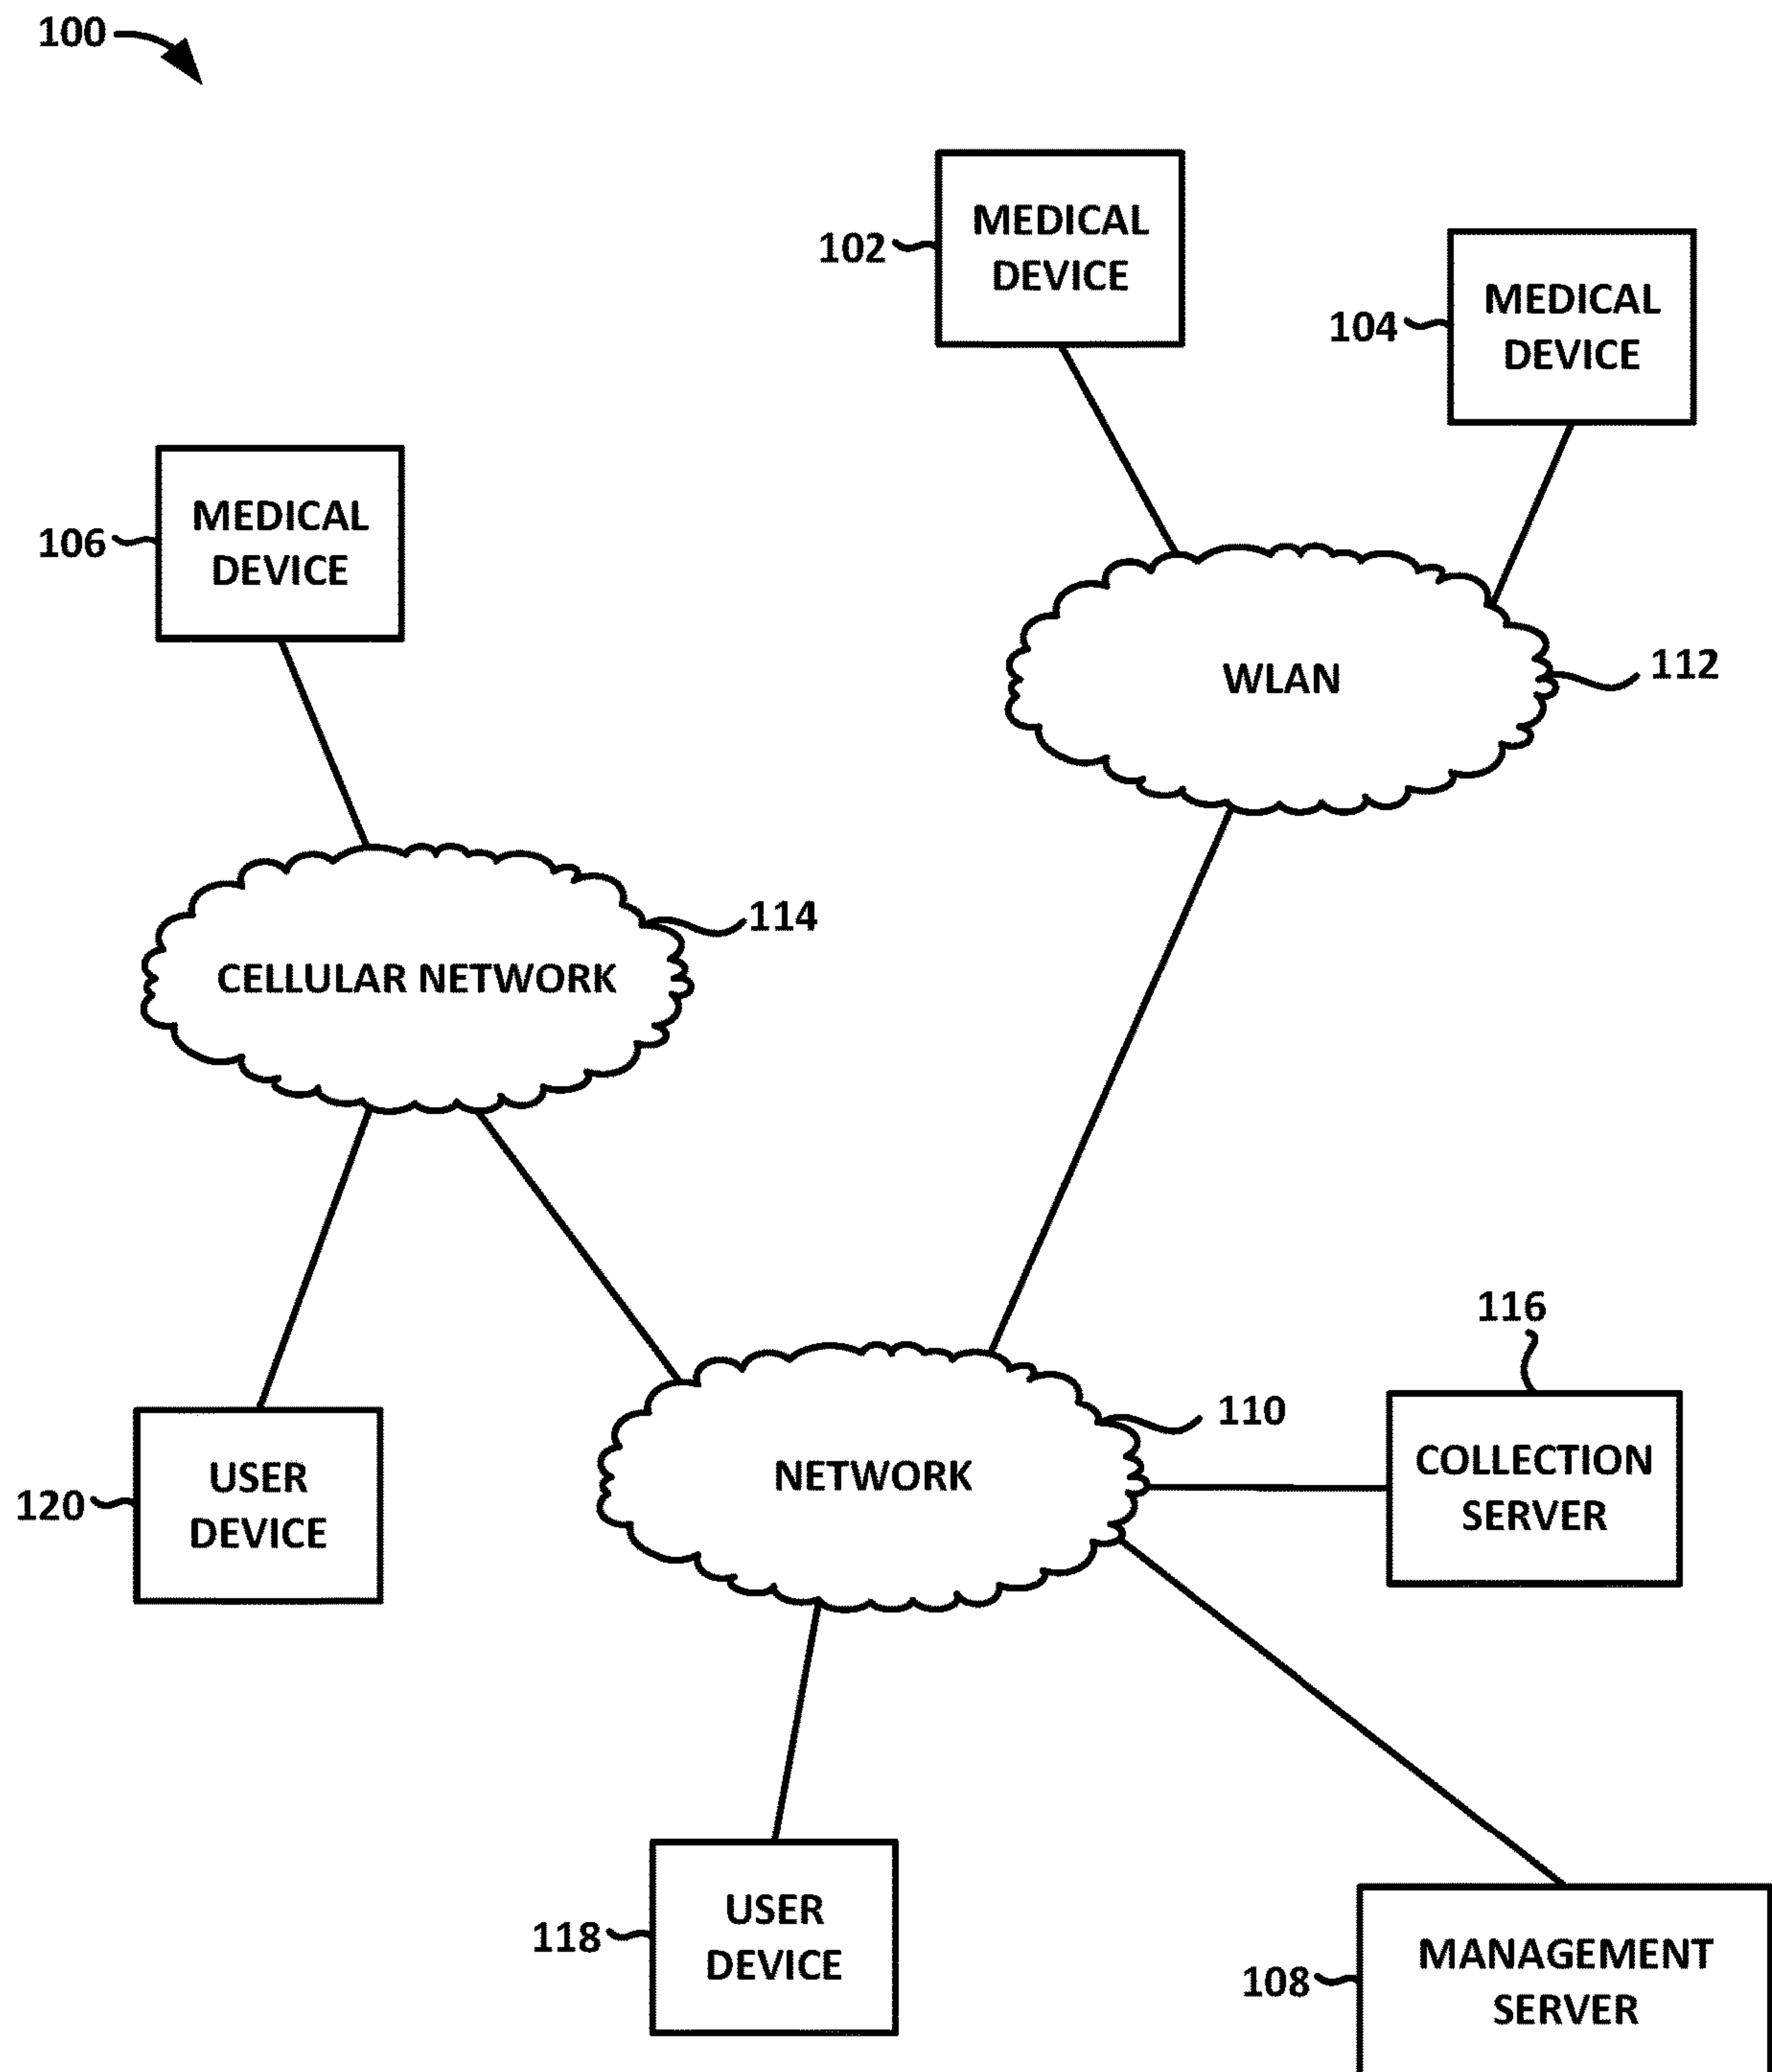 100
102
MEDICAL
DEVICE
104
MEDICAL
DEVICE
106
MEDICAL
DEVICE
WLAN
112
114
CELLULAR NETWORK
116
110
120
USER
DEVICE
NETWORK
COLLECTION
SERVER
118
USER
DEVICE
108
MANAGEMENT
SERVER